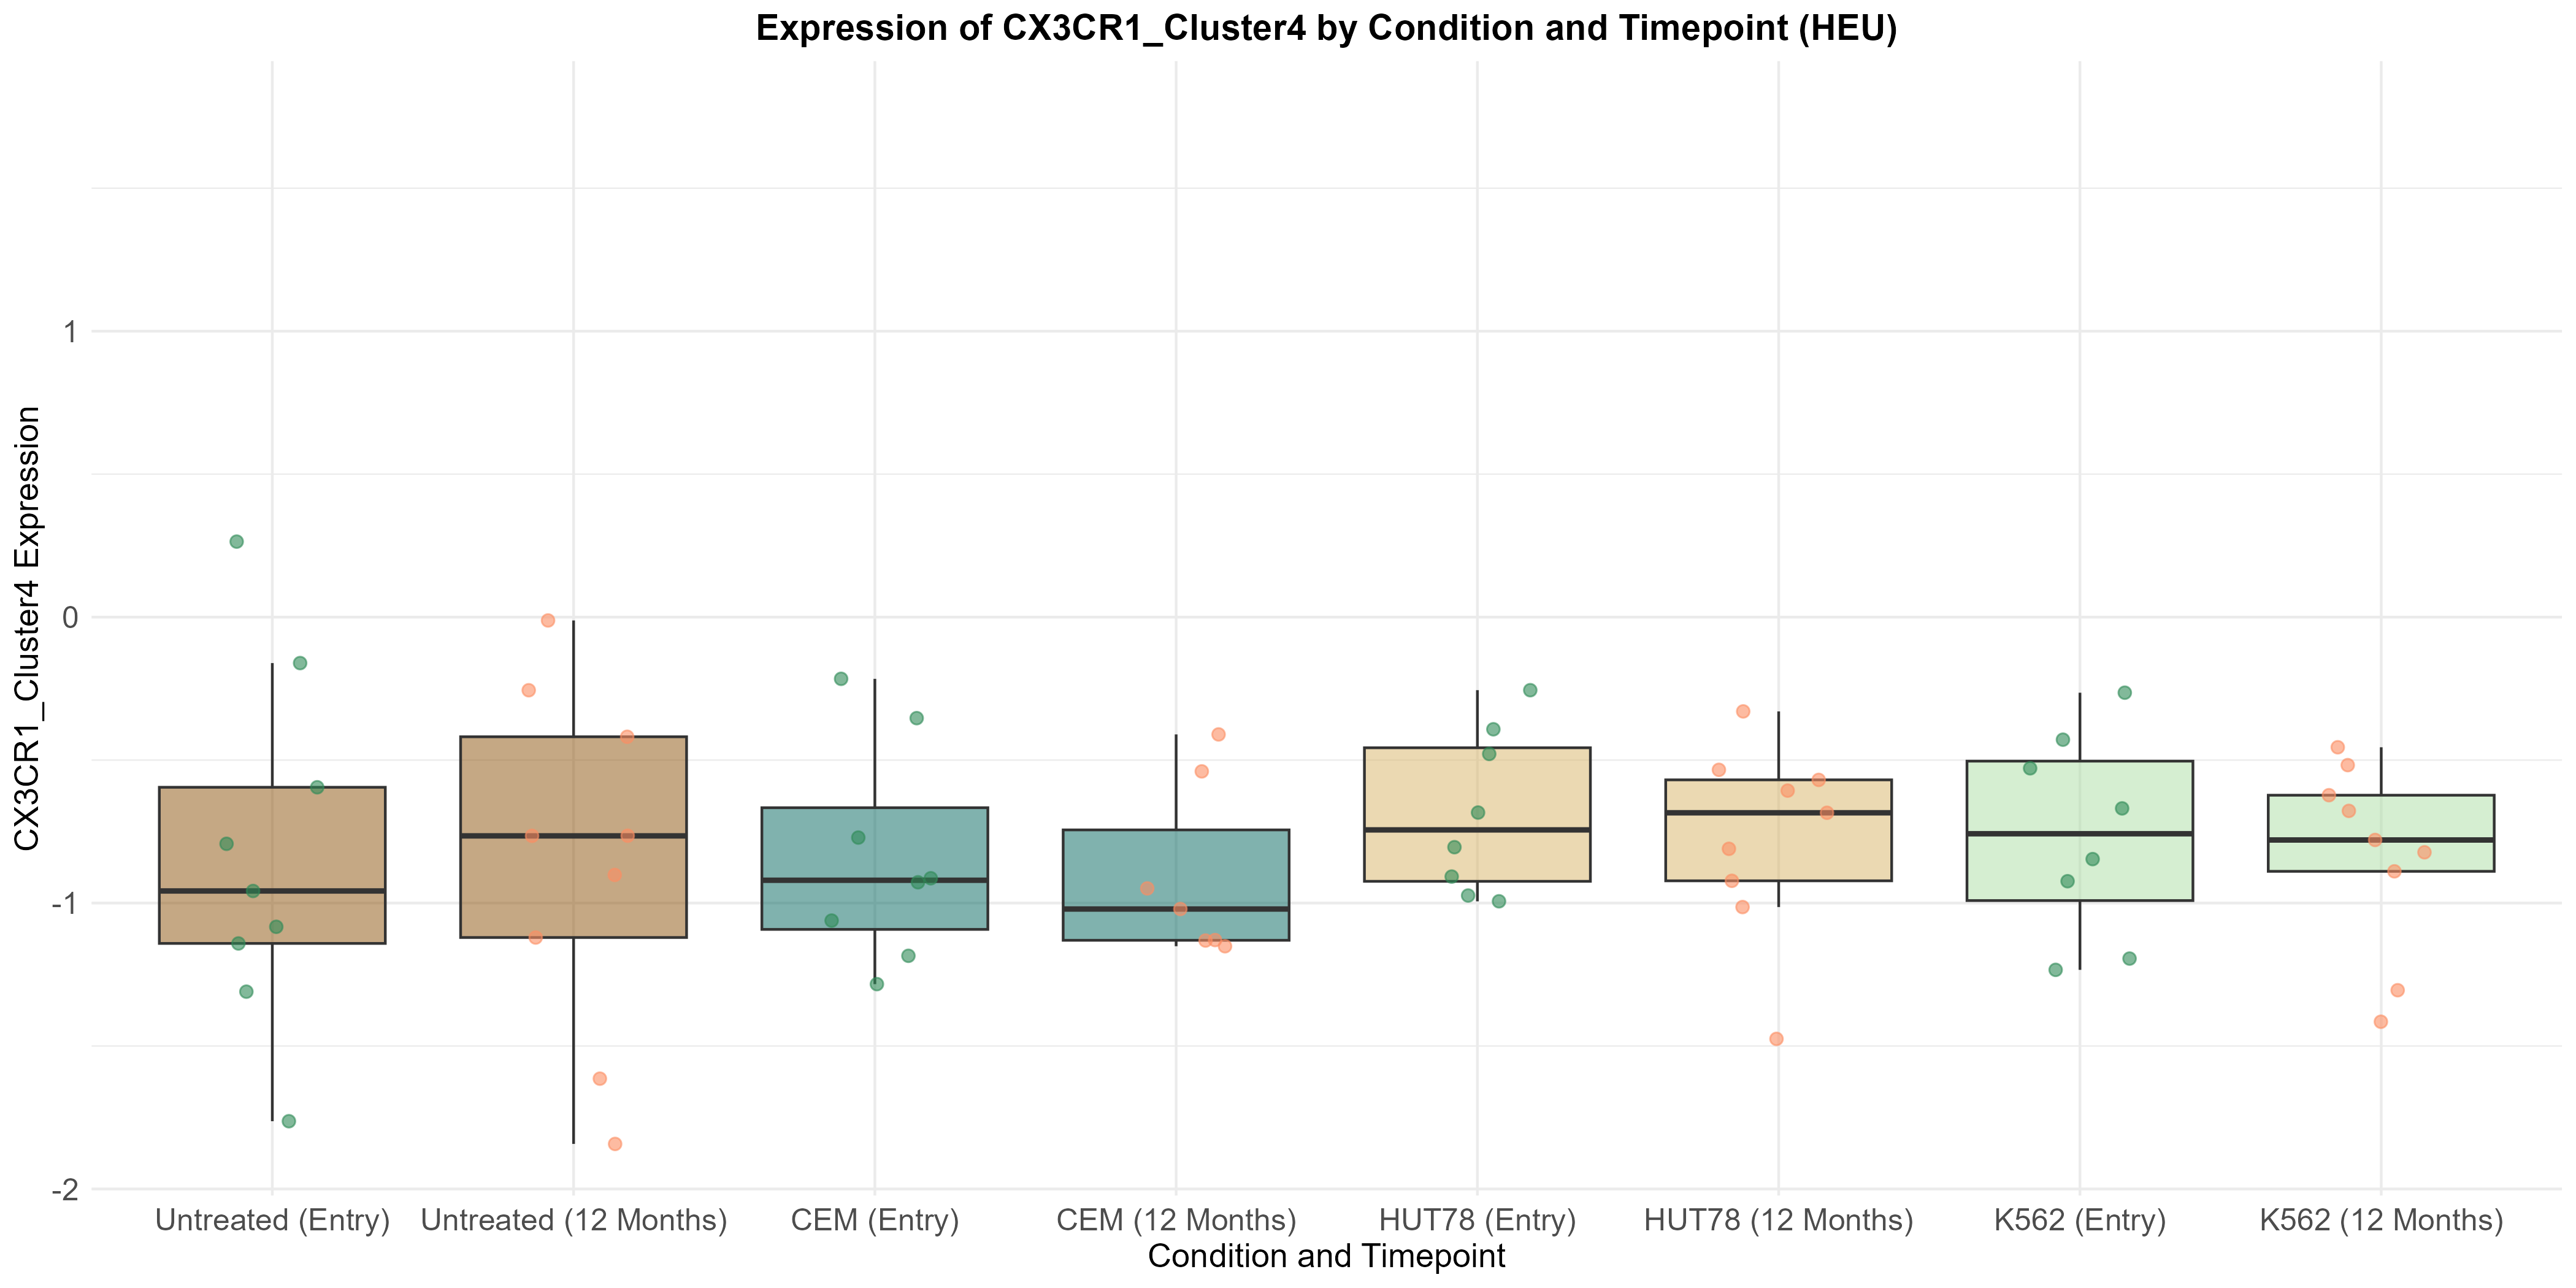 Expression of CX3CR1_Cluster4 by Condition and Timepoint (HEU)
CX3CR1_Cluster4 Expression
1
0
-1
-2
Untreated (Entry)
Untreated (12 Months)
CEM (Entry)
CEM (12 Months)
HUT78 (Entry)
HUT78 (12 Months)
K562 (Entry)
K562 (12 Months)
Condition and Timepoint